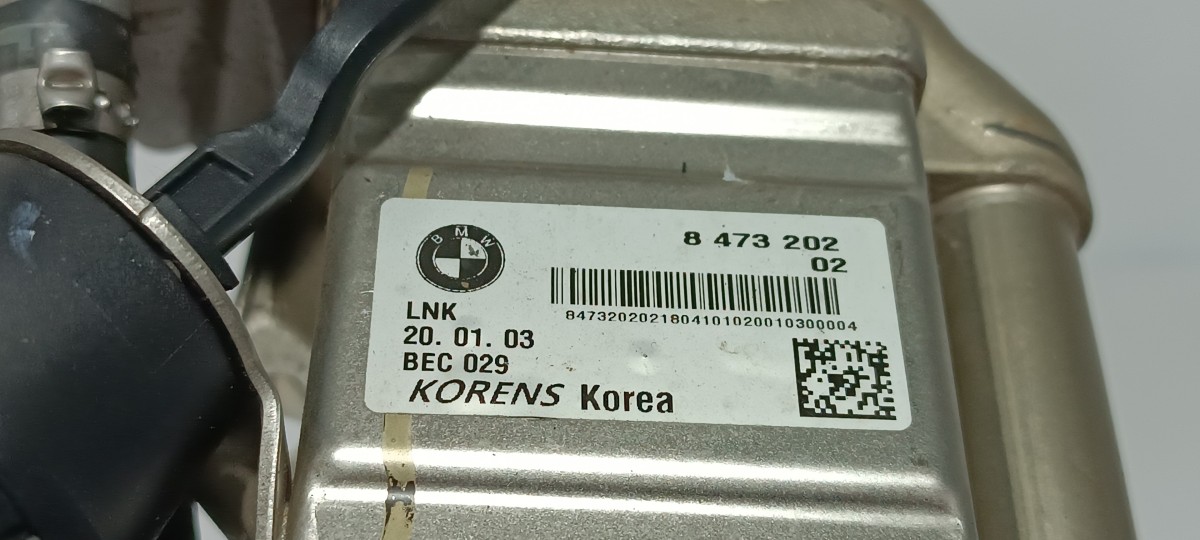 BMW
8 473 202
02
8473202021804101020010300004
LNK
20. 01. 03
BEC 029
KORENS Korea